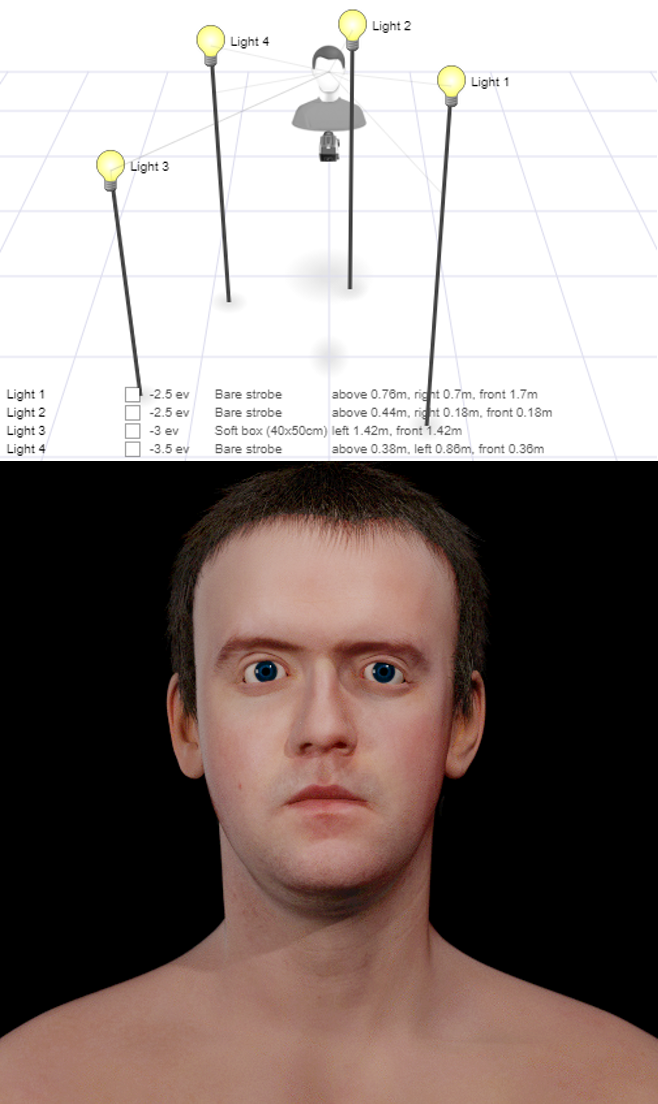 Light 2
Light 4
Light 1
Light 3
Light 1 -2.5 ev Bare strobe above 0.76m, right 0.7m, front 1.7m
Light 2 -2.5 ev Bare strobe above 0.44m, right 0.18m, front 0.18m
Light 3 -3 ev Soft box (40x50cm) left 1.42m, front 1.42m
Light 4 -3.5 ev Bare strobe above 0.38m, left 0.86m, front 0.36m